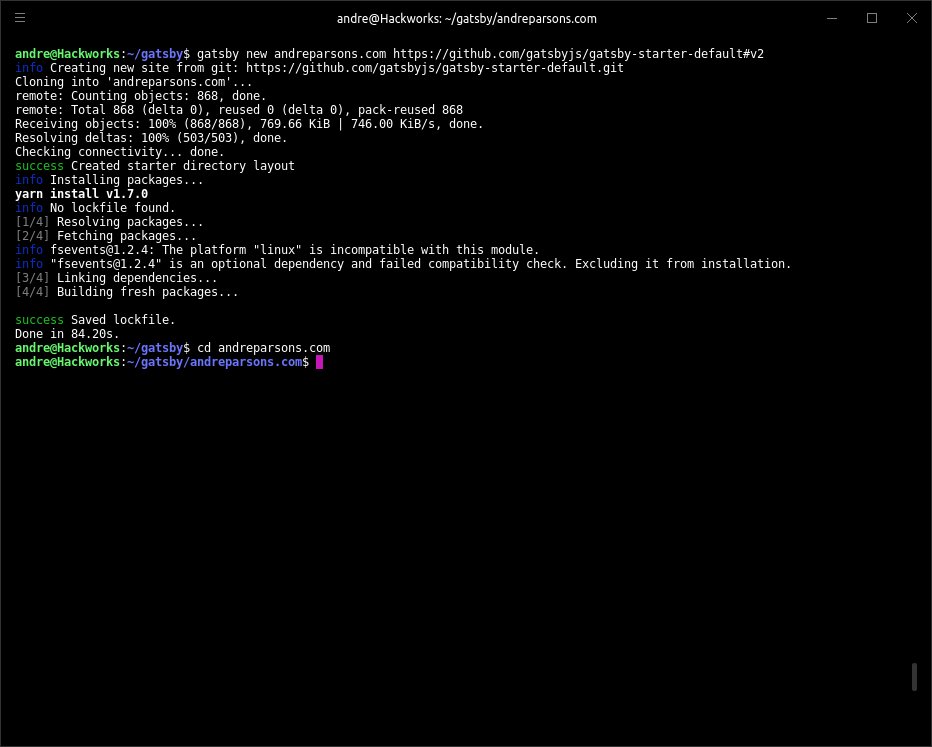 andre@Hackworks: ~/gatsby/andreparsons.com
andre@Hackworks:~/gatsby$ gatsby new andreparsons.com https://github.com/gatsbyjs/gatsby-starter-default#v2
info Creating new site from git: https://github.com/gatsbyjs/gatsby-starter-default.git
Cloning into 'andreparsons.com'...
remote: Counting objects: 868, done.
remote: Total 868 (delta 0), reused 0 (delta 0), pack-reused 868
Receiving objects: 100% (868/868), 769.66 KiB | 746.00 KiB/s, done.
Resolving deltas: 100% (503/503), done.
Checking connectivity... done.
success Created starter directory layout
info Installing packages...
yarn install v1.7.0
info No lockfile found.
[1/4] Resolving packages...
[2/4] Fetching packages...
info fsevents@1.2.4: The platform "linux" is incompatible with this module.
info "fsevents@1.2.4" is an optional dependency and failed compatibility check. Excluding it from installation.
[3/4] Linking dependencies...
[4/4] Building fresh packages...
success Saved lockfile.
Done in 84.20s.
andre@Hackworks:~/gatsby$ cd andreparsons.com
andre@Hackworks:~/gatsby/andreparsons.com$